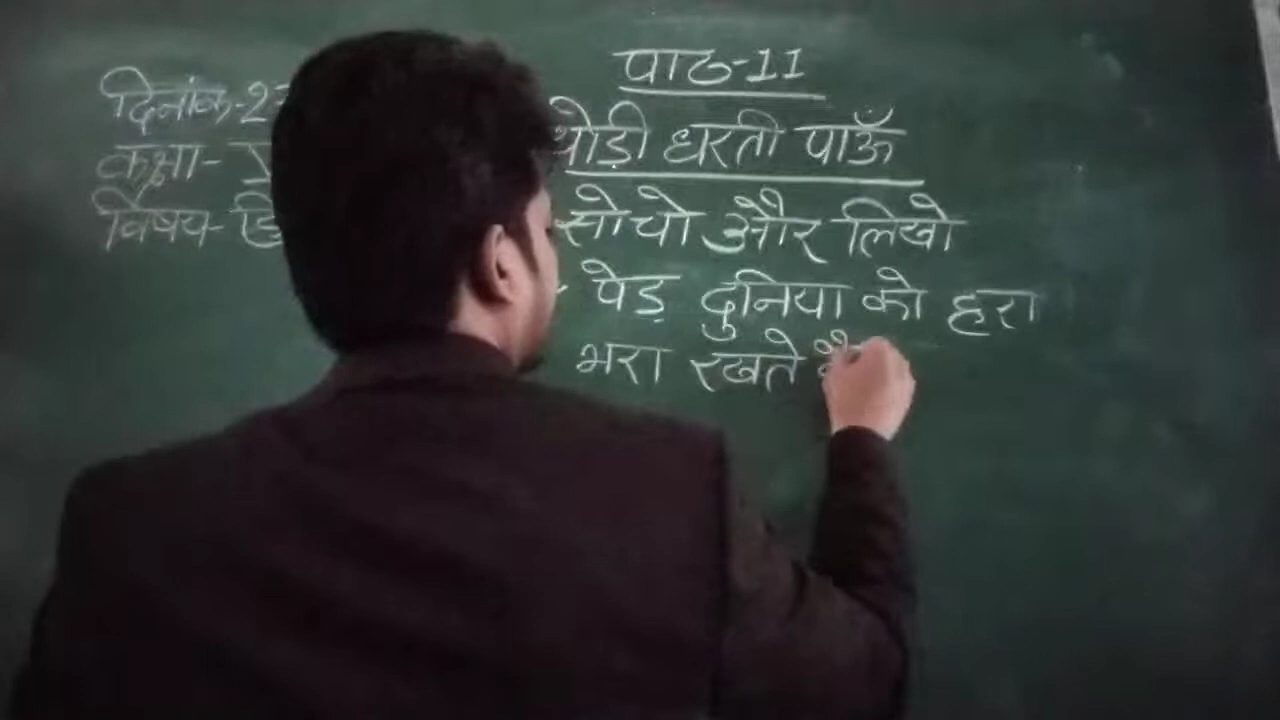 पाठ-11
दिनांक-2
थोड़ी धरती पाऊँ
कक्षा-
सोचो और लिखो
विषय-
पेड़ दुनिया को हरा
भरा रखते